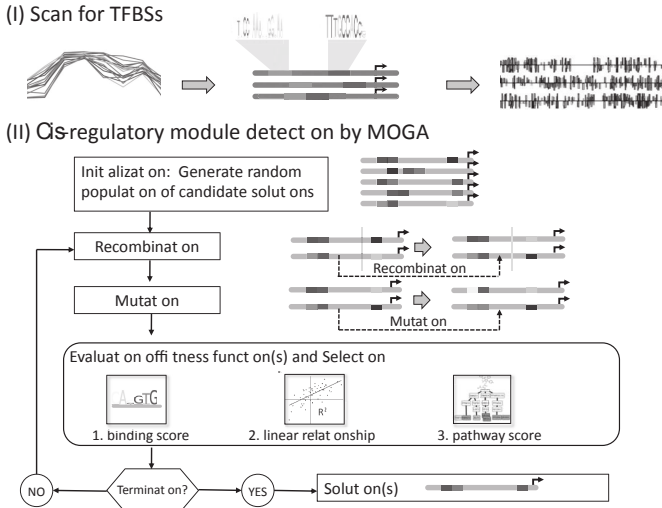 (I) Scan for TFBSs
(II) Cis-regulatory module detect on by MOGA
Init alizat on: Generate random
populat on of candidate solut ons
Recombinat on
Recombinat on
Mutat on
Mutat on
Evaluat on offi tness funct on(s) and Select on
A GTG
R²
1. binding score
2. linear relat onship
3. pathway score
NO
Terminat on?
YES
Solut on(s)